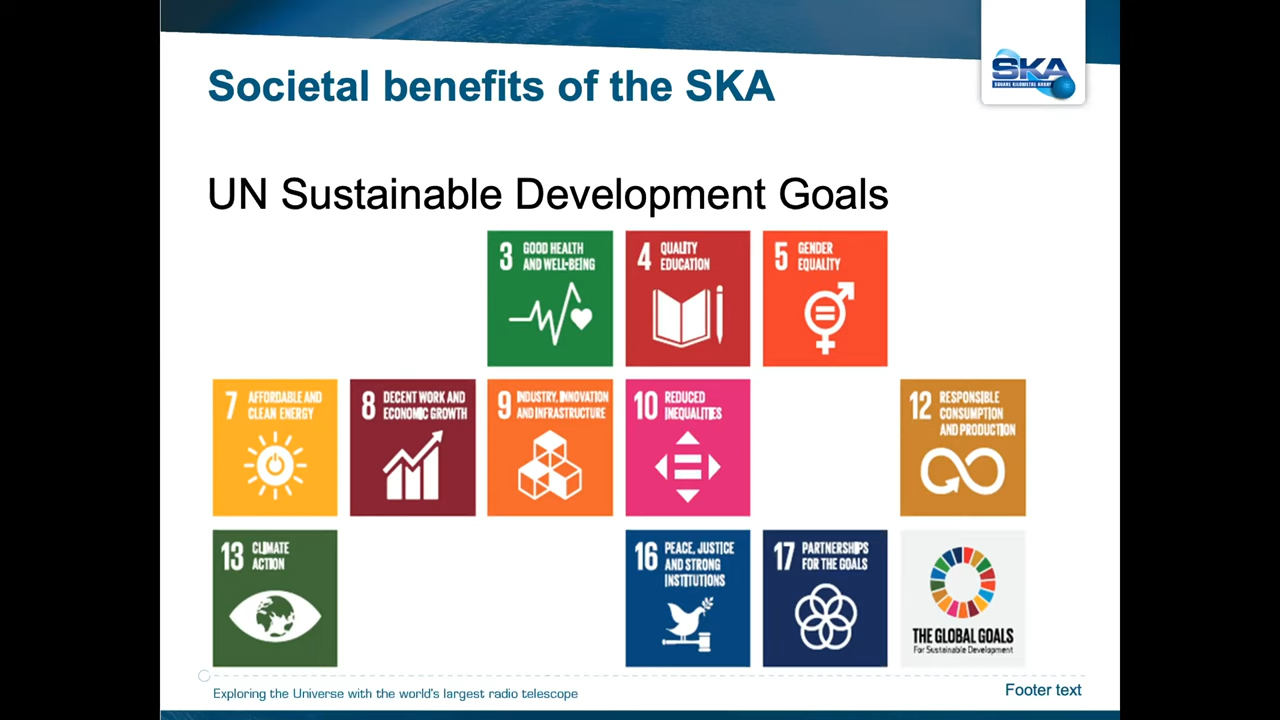 Societal benefits of the SKA
SKA
SQUARE KILOMETRE ARRAY
UN Sustainable Development Goals
3 GOOD HEALTH
AND WELL-BEING
4 QUALITY
EDUCATION
5 GENDER
EQUALITY
7 AFFORDABLE AND
CLEAN ENERGY
8 DECENT WORK AND
ECONOMIC GROWTH
9 INDUSTRY, INNOVATION
AND INFRASTRUCTURE
10 REDUCED
INEQUALITIES
12 RESPONSIBLE
CONSUMPTION
AND PRODUCTION
13 CLIMATE
ACTION
16 PEACE, JUSTICE
AND STRONG
INSTITUTIONS
17 PARTNERSHIPS
FOR THE GOALS
THE GLOBAL GOALS
For Sustainable Development
Exploring the Universe with the world's largest radio telescope
Footer text